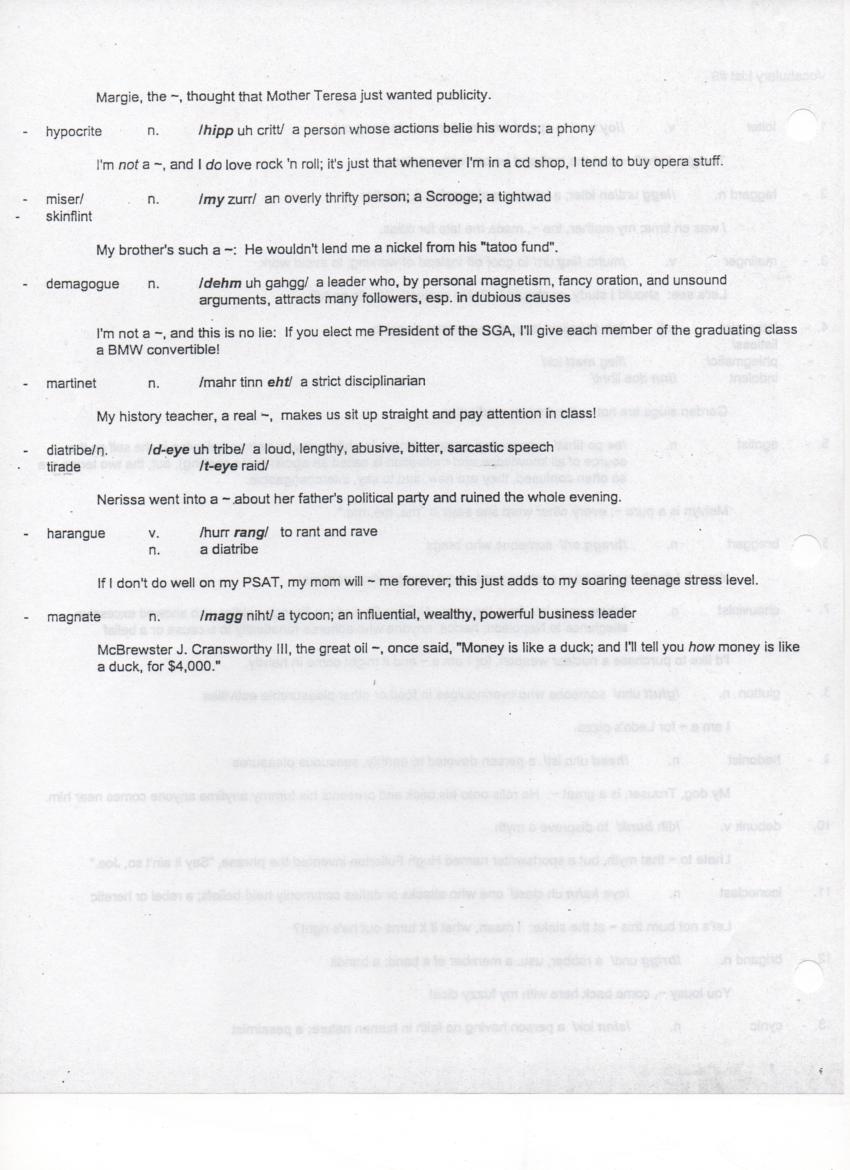 Margie, the ~, thought that Mother Teresa just wanted publicity.
- hypocrite n. /hipp uh critt/ a person whose actions belie his words; a phony
I'm not a ~, and I do love rock 'n roll; it's just that whenever I'm in a cd shop, I tend to buy opera stuff.
- miser/ n. /my zurr/ an overly thrifty person; a Scrooge; a tightwad
- skinflint
My brother's such a ~: He wouldn't lend me a nickel from his "tatoo fund".
- demagogue n. /dehm uh gahgg/ a leader who, by personal magnetism, fancy oration, and unsound
arguments, attracts many followers, esp. in dubious causes
I'm not a ~, and this is no lie: If you elect me President of the SGA, I'll give each member of the graduating class
a BMW convertible!
- martinet n. /mahr tinn eht/ a strict disciplinarian
My history teacher, a real ~, makes us sit up straight and pay attention in class!
- diatribe/n. /d-eye uh tribe/ a loud, lengthy, abusive, bitter, sarcastic speech
- tirade /t-eye raid/
Nerissa went into a ~ about her father's political party and ruined the whole evening.
- harangue v. /hurr rang/ to rant and rave
n. a diatribe
If I don't do well on my PSAT, my mom will ~ me forever; this just adds to my soaring teenage stress level.
- magnate n. /magg niht/ a tycoon; an influential, wealthy, powerful business leader
McBrewster J. Cransworthy III, the great oil ~, once said, "Money is like a duck; and I'll tell you how money is like
a duck, for $4,000."